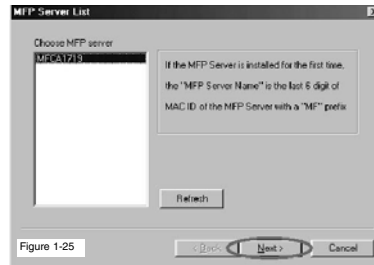 MFP Server List
Choose MFP server
MFCA1719
If the MFP Server is installed for the first time,
the "MFP Server Name" is the last 6 digit of
MAC ID of the MFP Server with a "MF" prefix
Refresh
Figure 1-25
< Back
Next >
Cancel